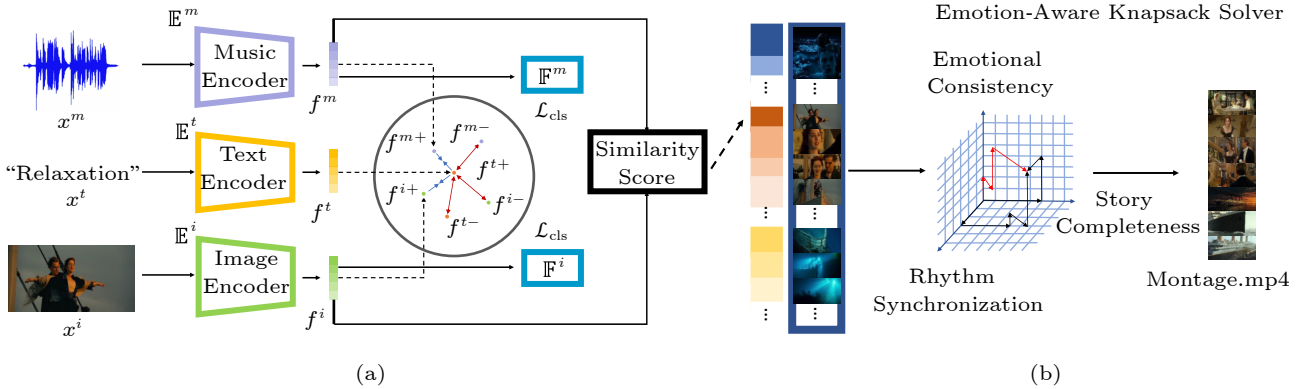 𝔼^m
Music
Encoder
x^m
f^m
𝔽^m
ℒ_cls
𝔼^t
Text
Encoder
“Relaxation”
x^t
f^t
f^{m+}
f^{m−}
f^{t+}
f^{i+}
f^{i−}
f^{t−}
𝔼^i
Image
Encoder
x^i
f^i
ℒ_cls
𝔽^i
Similarity
Score
(a)
Emotion-Aware Knapsack Solver
Emotional
Consistency
Story
Completeness
Rhythm
Synchronization
Montage.mp4
(b)